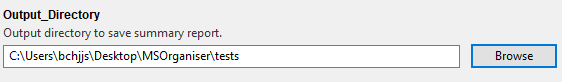 Output_Directory
Output directory to save summary report.
C:\Users\bchjjs\Desktop\MSOrganiser\tests Browse